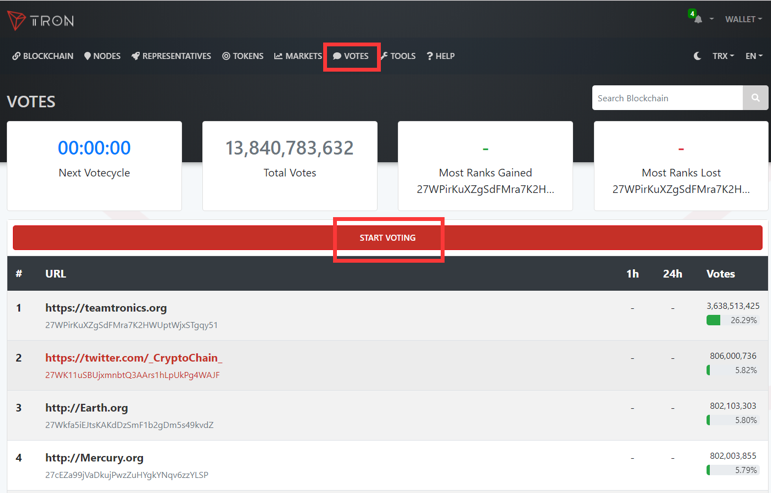 TRON
4
WALLET
BLOCKCHAIN NODES REPRESENTATIVES TOKENS MARKETS VOTES TOOLS HELP TRX EN
VOTES
Search Blockchain
00:00:00
Next Votecycle
13,840,783,632
Total Votes
-
Most Ranks Gained
27WPirKuXZgSdFMra7K2H...
-
Most Ranks Lost
27WPirKuXZgSdFMra7K2H...
START VOTING
# URL 1h 24h Votes
1 https://teamtronics.org - - 3,638,513,425
27WPirKuXZgSdFMra7K2HWUptWjxSTgqy51 26.29%
2 https://twitter.com/_CryptoChain_ - - 806,000,736
27WK11uSBUjxmnbtQ3AArs1hLpUkPg4WAJF 5.82%
3 http://Earth.org - - 802,103,303
27Wkfa5iEJtsKAKdDzSmF1b2gDm5s49kvdZ 5.80%
4 http://Mercury.org - - 802,003,855
27cEZa99jVaDkujPwzZuHYgkYNqv6zzYLSP 5.79%